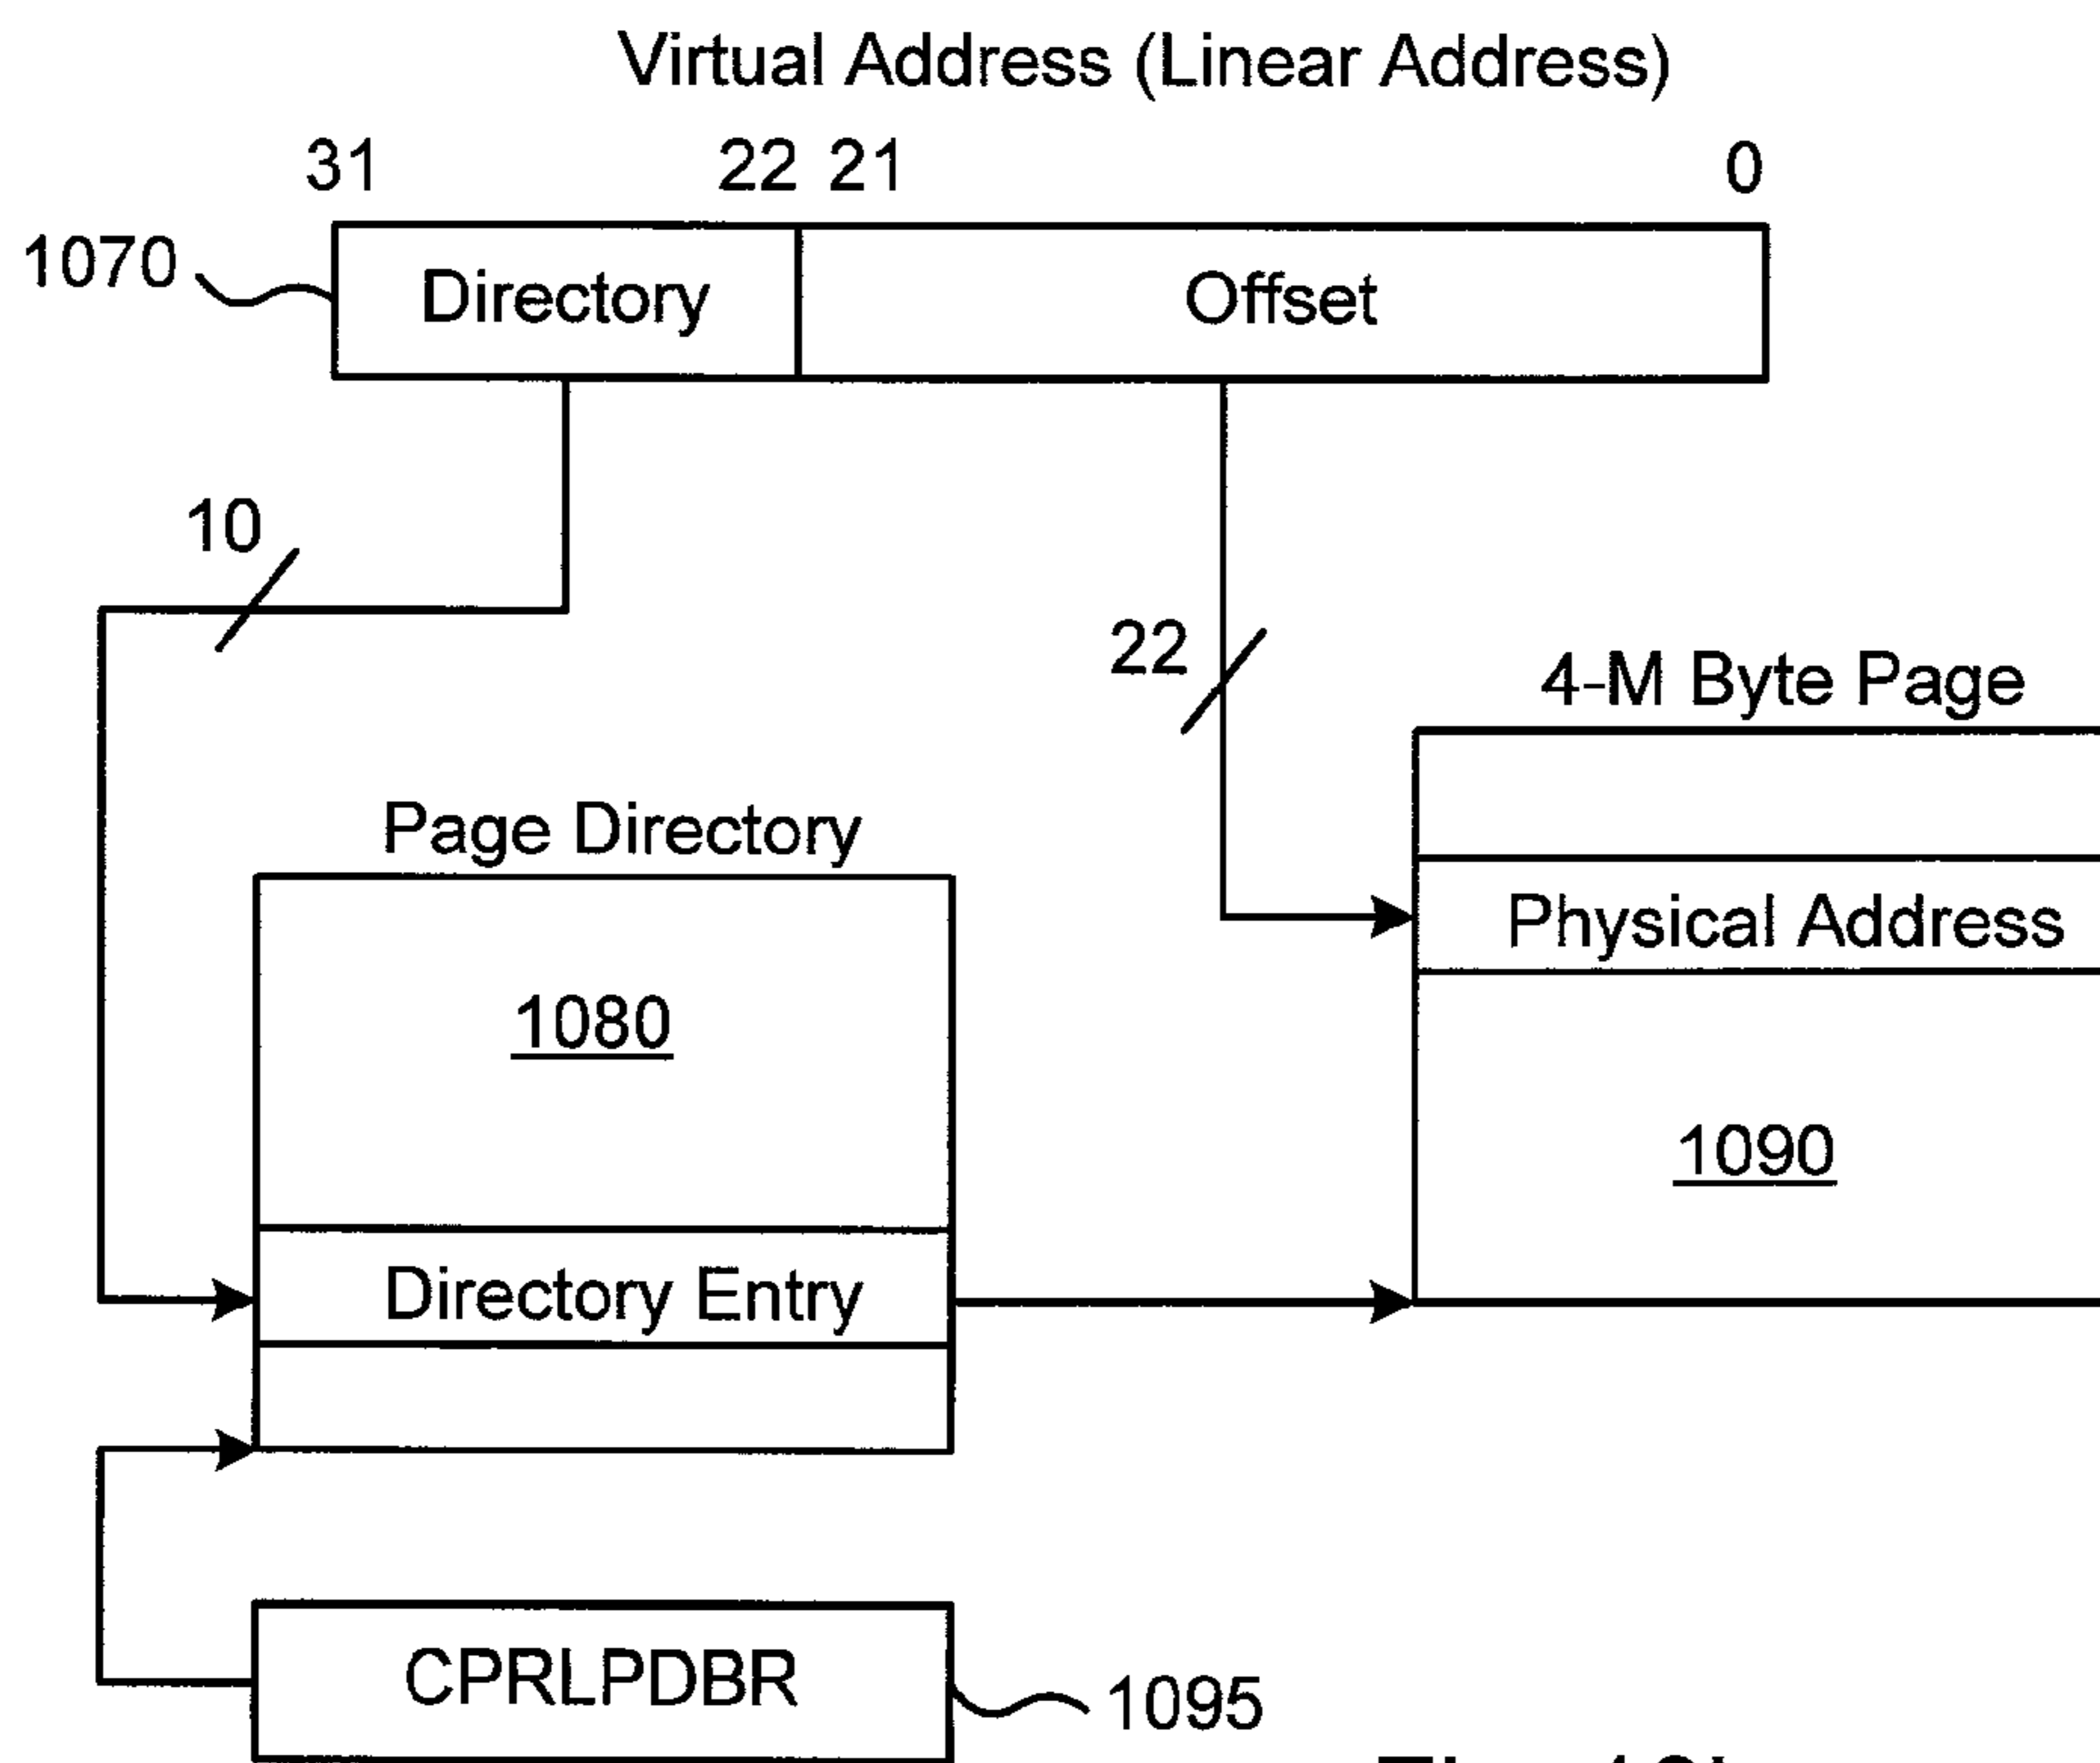 Virtual Address (Linear Address)
31 22 21 0
1070
Directory Offset
10
22
4-M Byte Page
Page Directory
Physical Address
1080
1090
Directory Entry
CPRLPDBR
1095